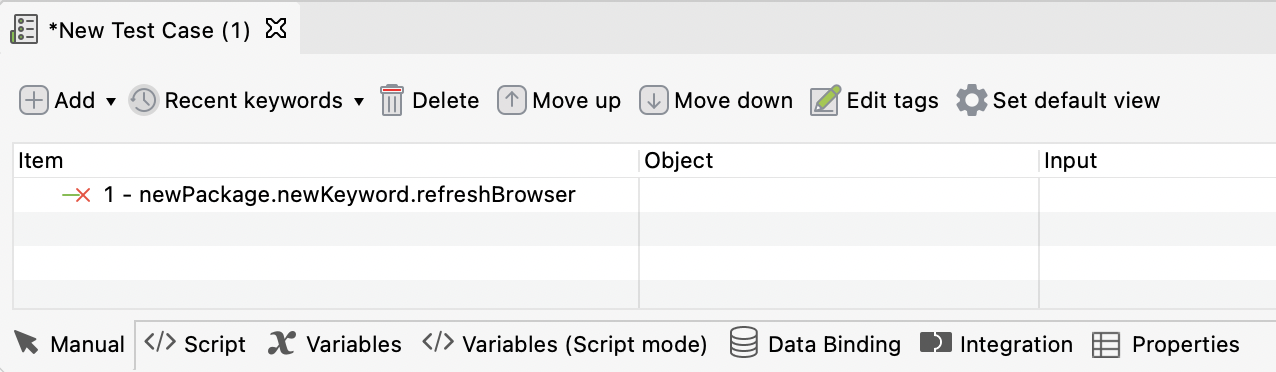 *New Test Case (1)
Add Recent keywords Delete Move up Move down Edit tags Set default view
Item Object Input
1 - newPackage.newKeyword.refreshBrowser
Manual </> Script Variables </> Variables (Script mode) Data Binding Integration Properties